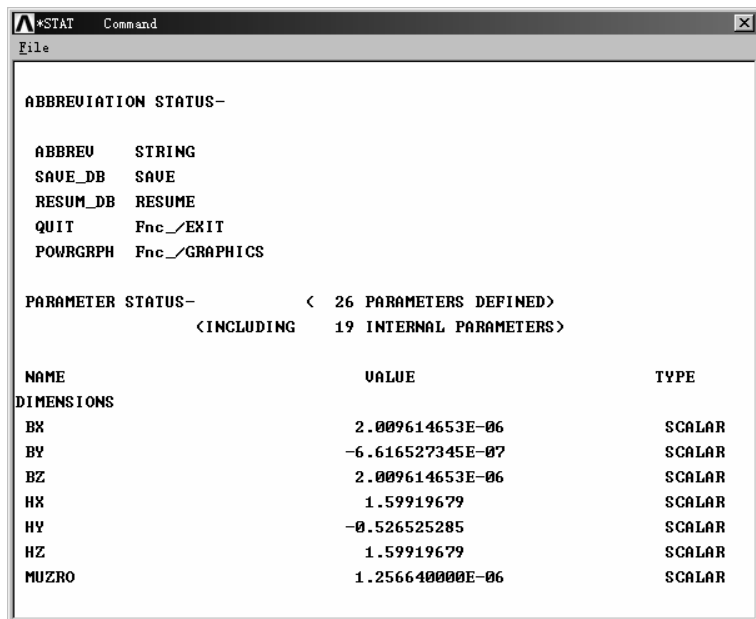 *STAT Command
File
ABBREVIATION STATUS-
ABBREV STRING
SAVE_DB SAVE
RESUM_DB RESUME
QUIT Fnc_/EXIT
POWRGRPH Fnc_/GRAPHICS
PARAMETER STATUS- ( 26 PARAMETERS DEFINED)
(INCLUDING 19 INTERNAL PARAMETERS)
NAME VALUE TYPE
DIMENSIONS
BX 2.009614653E-06 SCALAR
BY -6.616527345E-07 SCALAR
BZ 2.009614653E-06 SCALAR
HX 1.59919679 SCALAR
HY -0.526525285 SCALAR
HZ 1.59919679 SCALAR
MUZRO 1.256640000E-06 SCALAR